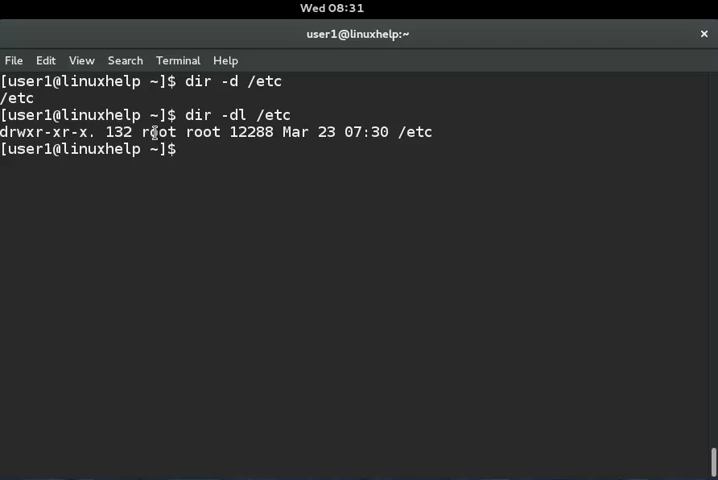 Wed 08:31
user1@linuxhelp:~
×
File Edit View Search Terminal Help
[user1@linuxhelp ~]$ dir -d /etc
/etc
[user1@linuxhelp ~]$ dir -dl /etc
drwxr-xr-x. 132 root root 12288 Mar 23 07:30 /etc
[user1@linuxhelp ~]$